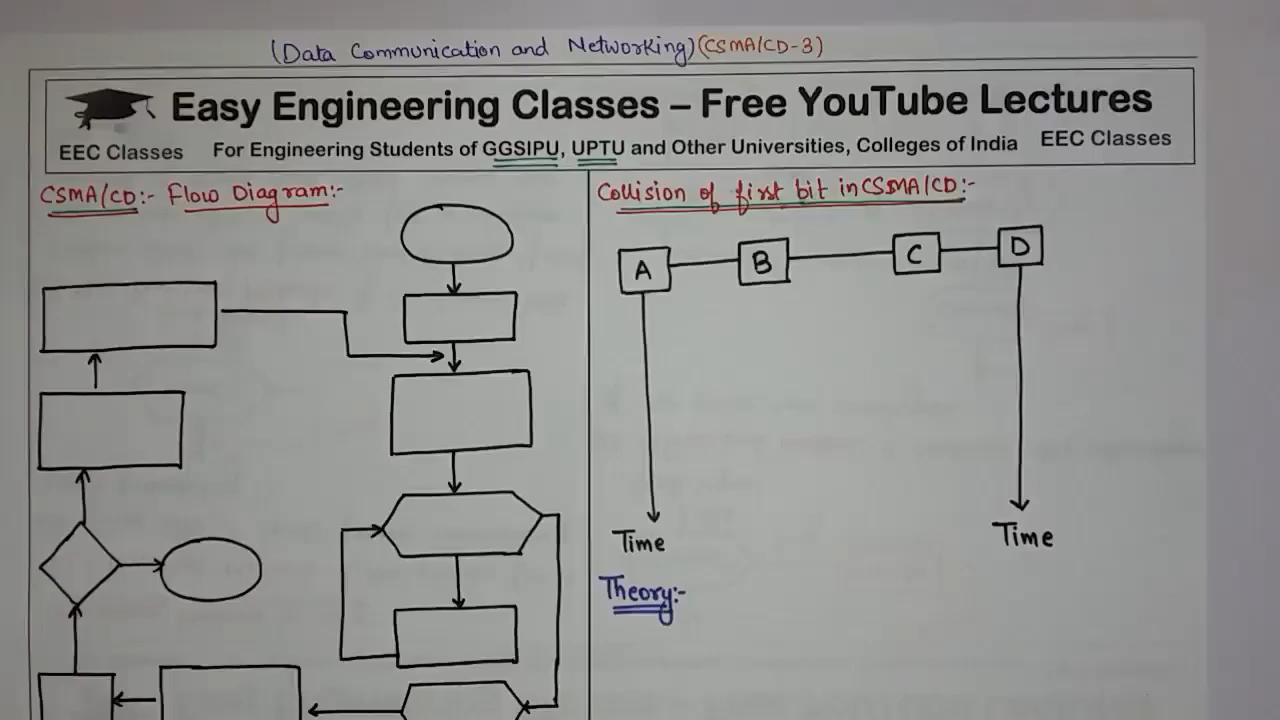 (Data Communication and Networking)(CSMA/CD-3)
Easy Engineering Classes – Free YouTube Lectures
EEC Classes For Engineering Students of GGSIPU, UPTU and Other Universities, Colleges of India EEC Classes
CSMA/CD:- Flow Diagram:-
Collision of first bit in CSMA/CD:-
A B C D
Time Time
Theory:-